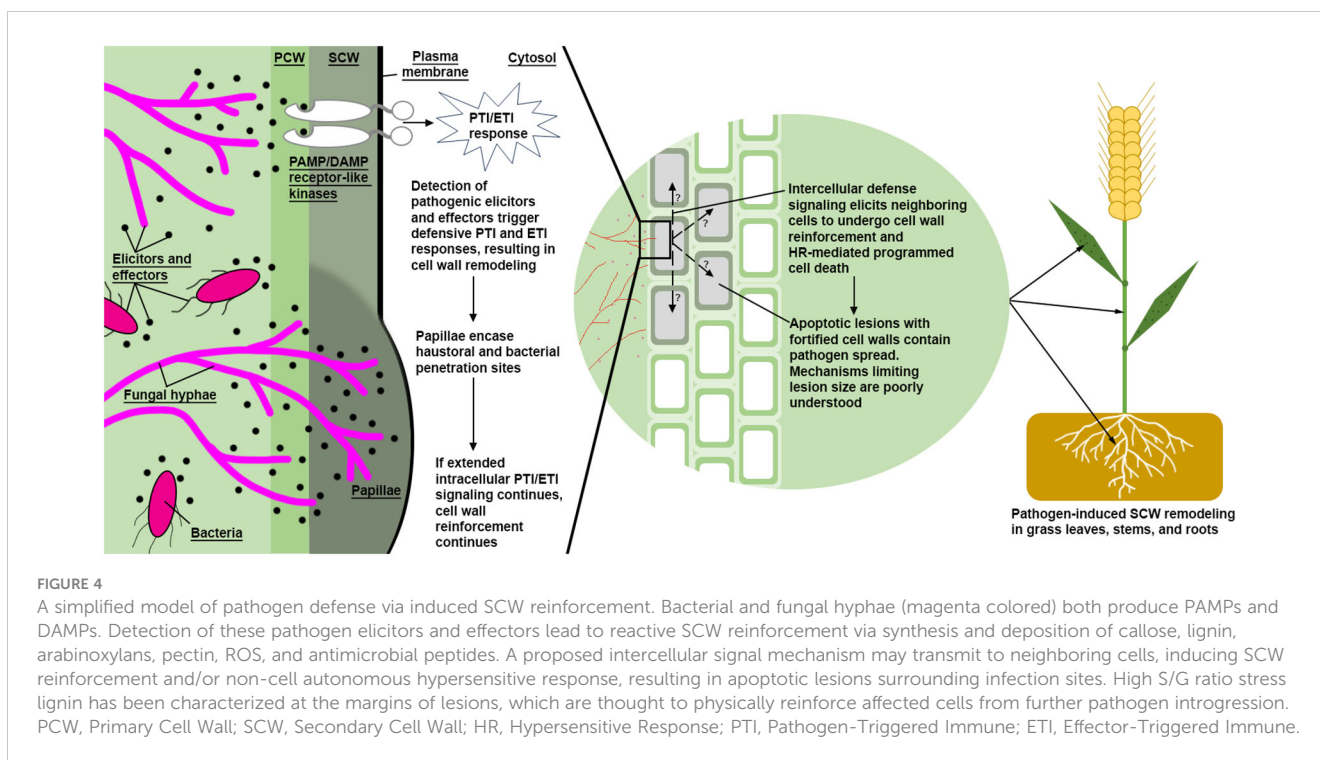 PCW
SCW
Plasma
membrane
Cytosol
PTI/ETI
response
PAMP/DAMP
receptor-like
kinases
Elicitors and
effectors
Fungal hyphae
Bacteria
Papillae
Detection of
pathogenic elicitors
and effectors trigger
defensive PTI and ETI
responses, resulting in
cell wall remodeling
Papillae encase
haustoral and bacterial
penetration sites
If extended
intracellular PTI/ETI
signaling continues,
cell wall
reinforcement
continues
?
?
?
?
Intercellular defense
signaling elicits neighboring
cells to undergo cell wall
reinforcement and
HR-mediated programmed
cell death
Apoptotic lesions with
fortified cell walls contain
pathogen spread.
Mechanisms limiting
lesion size are poorly
understood
Pathogen-induced SCW remodeling
in grass leaves, stems, and roots
FIGURE 4
A simplified model of pathogen defense via induced SCW reinforcement. Bacterial and fungal hyphae (magenta colored) both produce PAMPs and
DAMPs. Detection of these pathogen elicitors and effectors lead to reactive SCW reinforcement via synthesis and deposition of callose, lignin,
arabinoxylans, pectin, ROS, and antimicrobial peptides. A proposed intercellular signal mechanism may transmit to neighboring cells, inducing SCW
reinforcement and/or non-cell autonomous hypersensitive response, resulting in apoptotic lesions surrounding infection sites. High S/G ratio stress
lignin has been characterized at the margins of lesions, which are thought to physically reinforce affected cells from further pathogen introgression.
PCW, Primary Cell Wall; SCW, Secondary Cell Wall; HR, Hypersensitive Response; PTI, Pathogen-Triggered Immune; ETI, Effector-Triggered Immune.